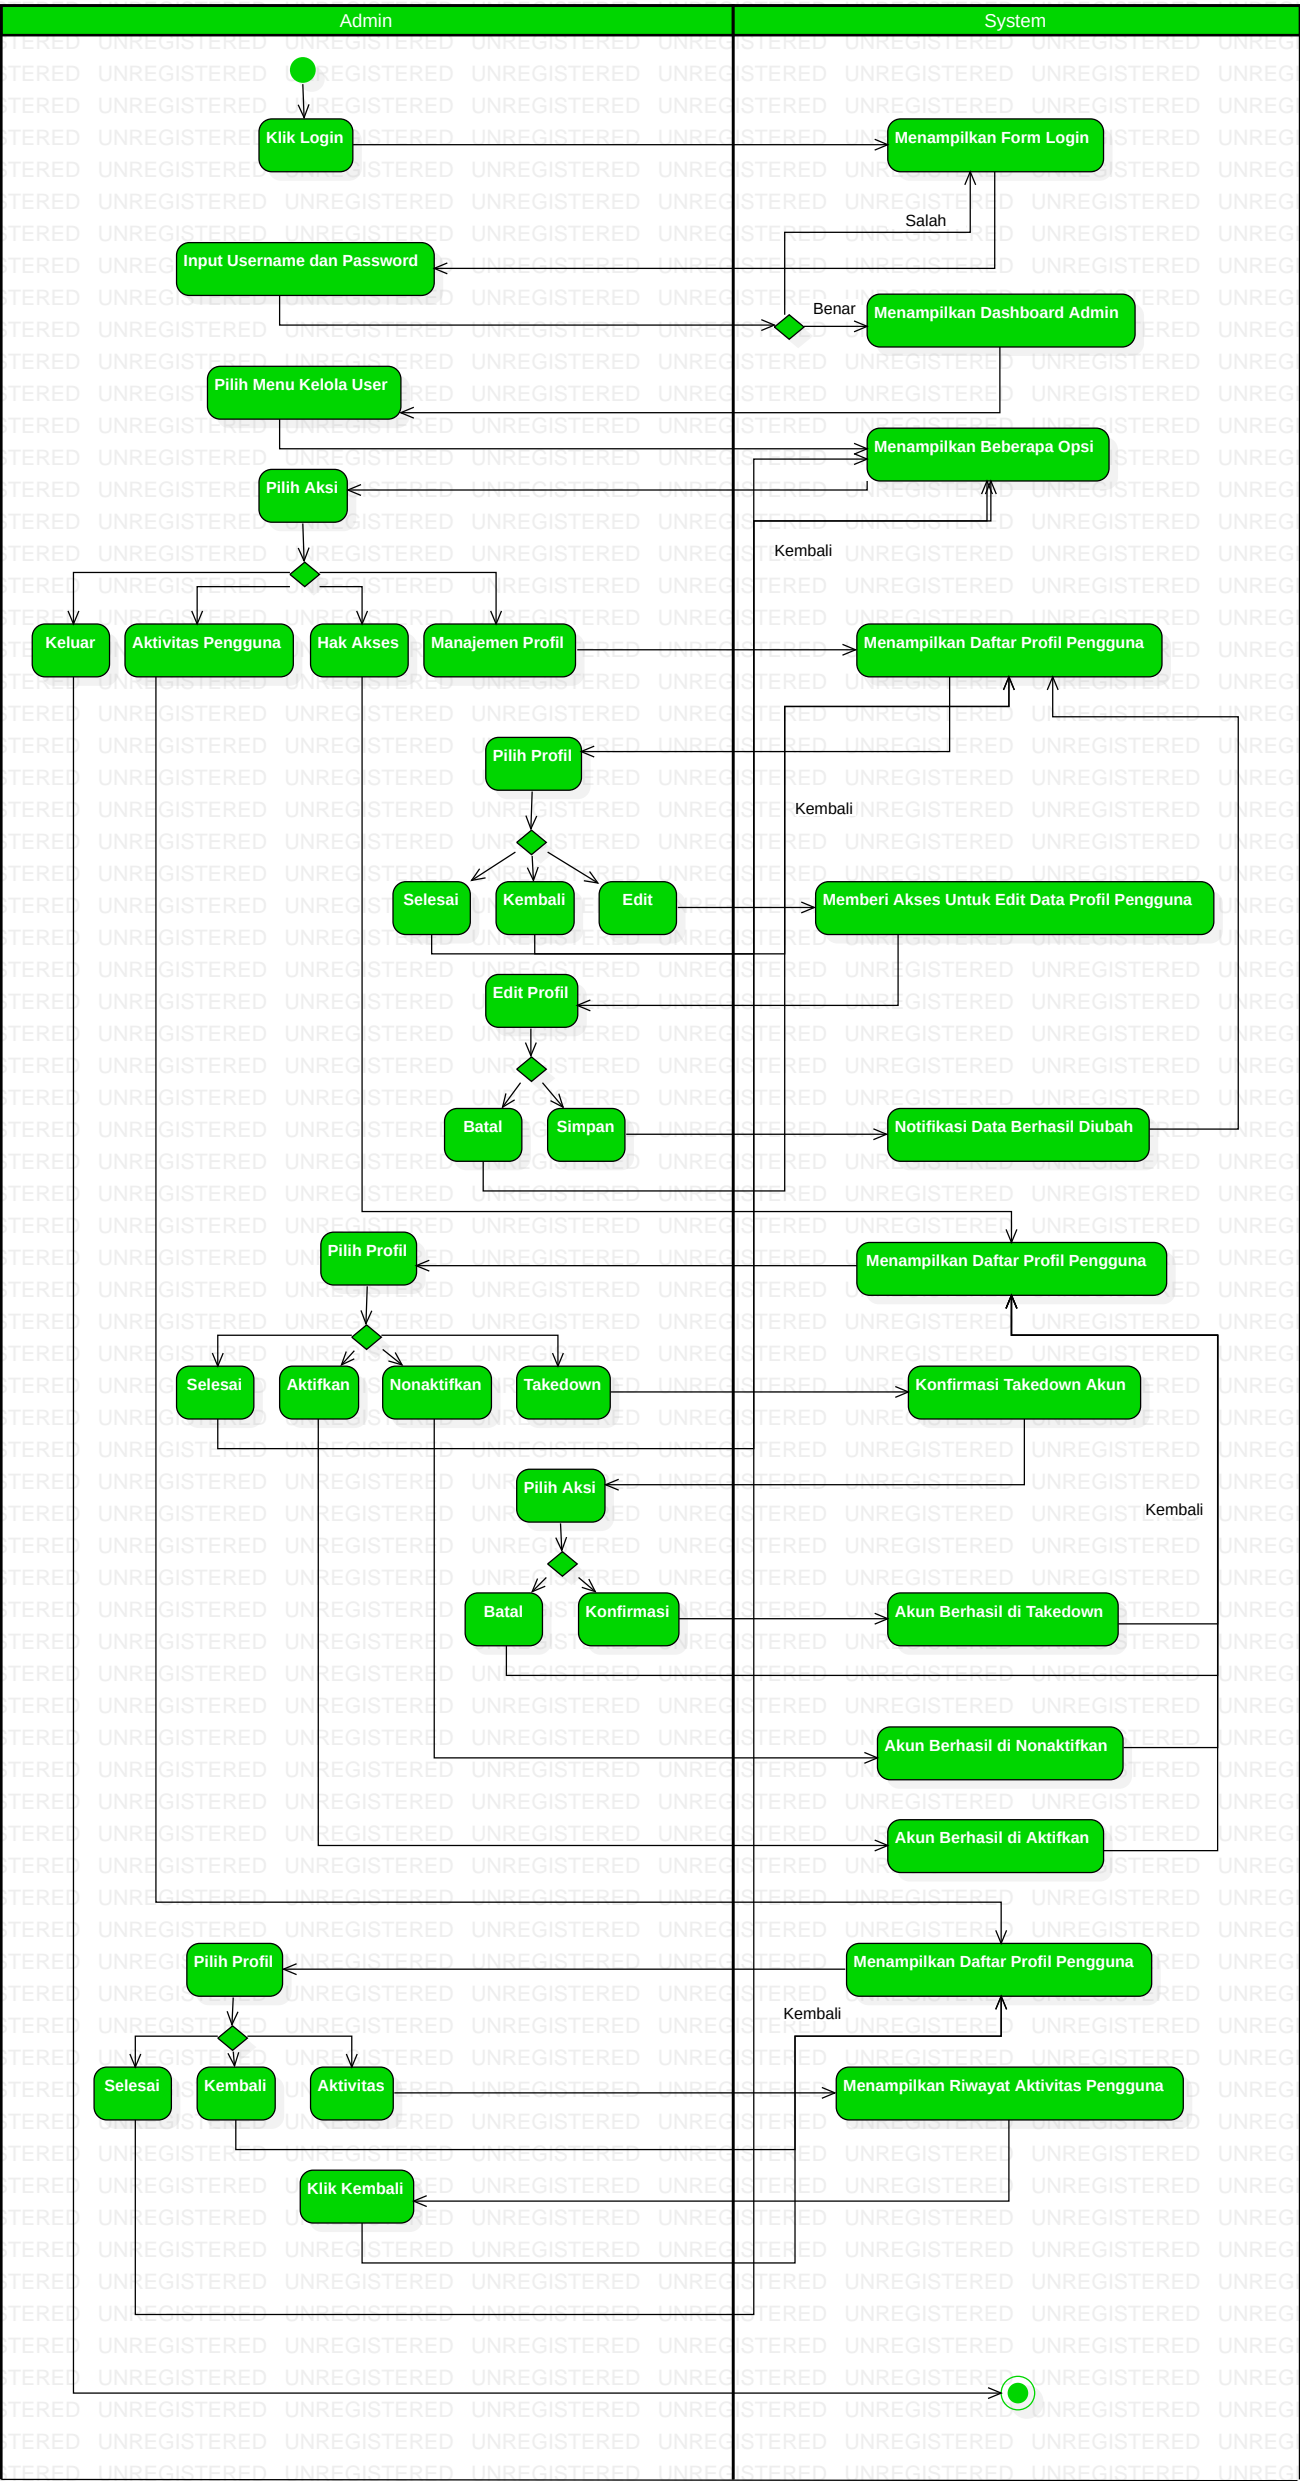 Admin
System
Klik Login
Menampilkan Form Login
Salah
Input Username dan Password
Benar
Menampilkan Dashboard Admin
Pilih Menu Kelola User
Menampilkan Beberapa Opsi
Pilih Aksi
Kembali
Keluar
Aktivitas Pengguna
Hak Akses
Manajemen Profil
Menampilkan Daftar Profil Pengguna
Pilih Profil
Kembali
Selesai
Kembali
Edit
Memberi Akses Untuk Edit Data Profil Pengguna
Edit Profil
Batal
Simpan
Notifikasi Data Berhasil Diubah
Pilih Profil
Menampilkan Daftar Profil Pengguna
Selesai
Aktifkan
Nonaktifkan
Takedown
Konfirmasi Takedown Akun
Pilih Aksi
Kembali
Batal
Konfirmasi
Akun Berhasil di Takedown
Akun Berhasil di Nonaktifkan
Akun Berhasil di Aktifkan
Pilih Profil
Menampilkan Daftar Profil Pengguna
Kembali
Selesai
Kembali
Aktivitas
Menampilkan Riwayat Aktivitas Pengguna
Klik Kembali
UNREGISTERED